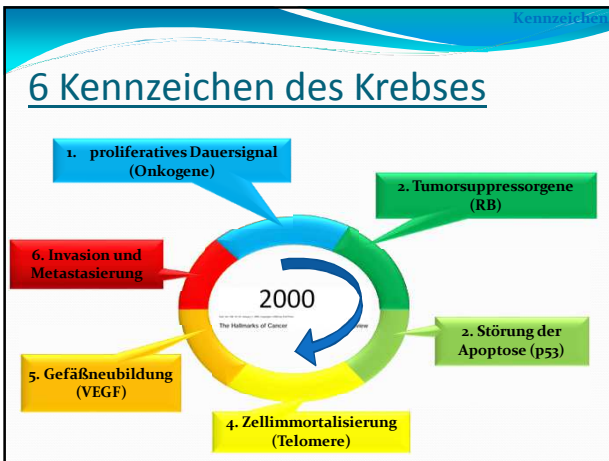 Kennzeichen
6 Kennzeichen des Krebses
1. proliferatives Dauersignal
(Onkogene)
2. Tumorsuppressorgene
(RB)
2. Störung der
Apoptose (p53)
4. Zellimmortalisierung
(Telomere)
5. Gefäßneubildung
(VEGF)
6. Invasion und
Metastasierung
2000
The Hallmarks of Cancer